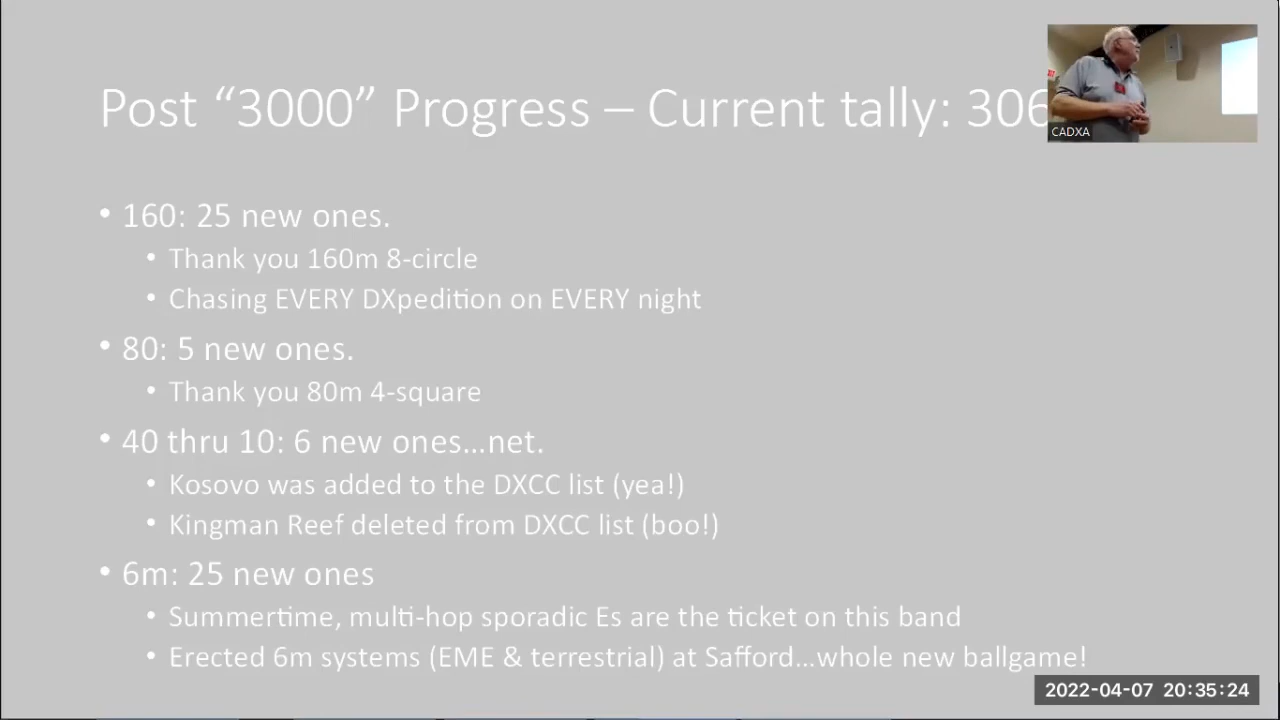 Post “3000” Progress – Current tally: 306
CADXA
• 160: 25 new ones.
• Thank you 160m 8-circle
• Chasing EVERY DXpedition on EVERY night
• 80: 5 new ones.
• Thank you 80m 4-square
• 40 thru 10: 6 new ones…net.
• Kosovo was added to the DXCC list (yea!)
• Kingman Reef deleted from DXCC list (boo!)
• 6m: 25 new ones
• Summertime, multi-hop sporadic Es are the ticket on this band
• Erected 6m systems (EME & terrestrial) at Safford…whole new ballgame!
2022-04-07 20:35:24